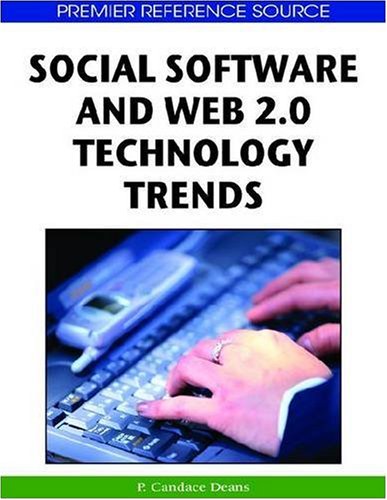 PREMIER REFERENCE SOURCE
SOCIAL SOFTWARE
AND WEB 2.0
TECHNOLOGY
TRENDS
P. Candace Deans